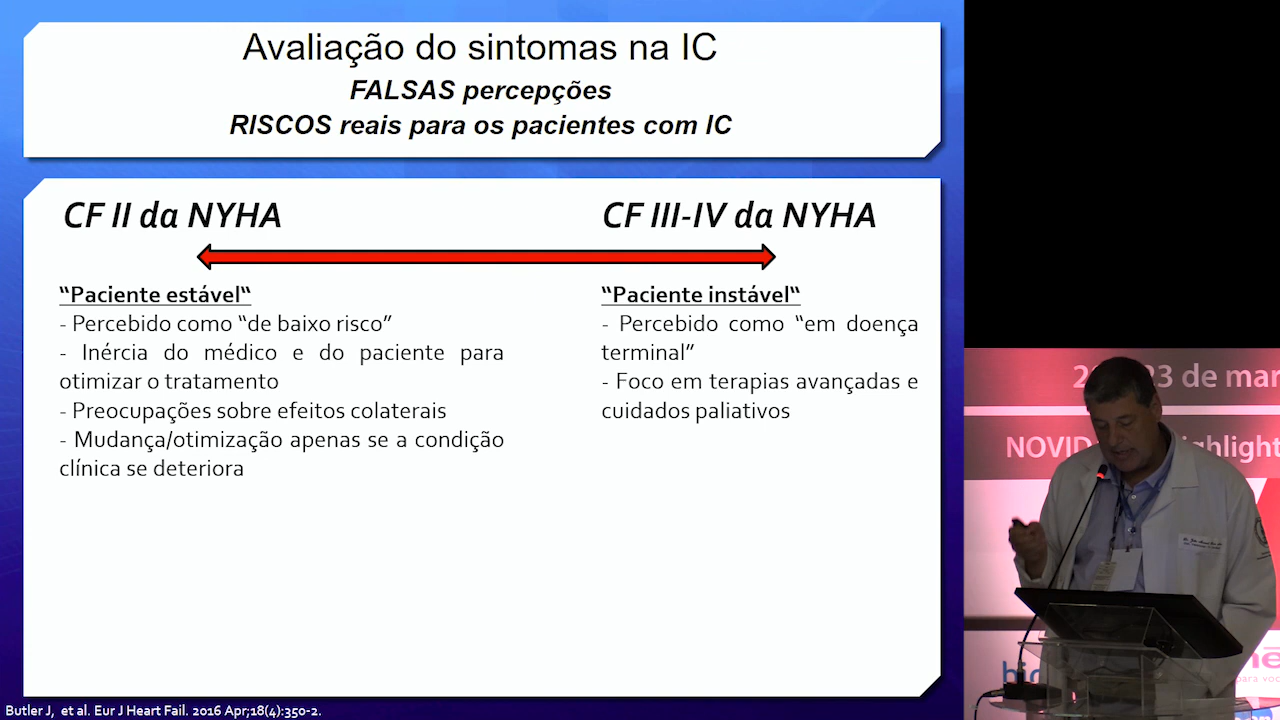 Avaliação do sintomas na IC
FALSAS percepções
RISCOS reais para os pacientes com IC
CF II da NYHA
CF III-IV da NYHA
“Paciente estável“
- Percebido como “de baixo risco”
- Inércia do médico e do paciente para
otimizar o tratamento
- Preocupações sobre efeitos colaterais
- Mudança/otimização apenas se a condição
clínica se deteriora
“Paciente instável“
- Percebido como “em doença
terminal”
- Foco em terapias avançadas e
cuidados paliativos
Butler J, et al. Eur J Heart Fail. 2016 Apr;18(4):350-2.
23 de mar
NOVID
ighlight
para voc